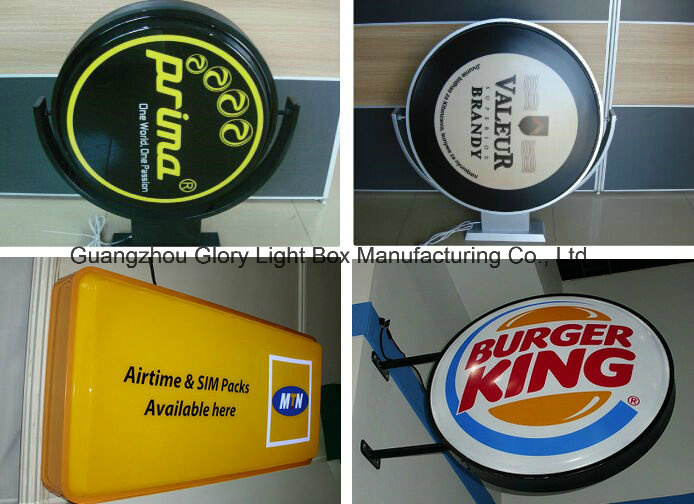 prima
®
One World. One Passion
VALEUR
SUPERIOR
BRANDY
Guangzhou Glory Light Box Manufacturing Co., Ltd
Airtime & SIM Packs
Available here
MTN
BURGER
KING
®